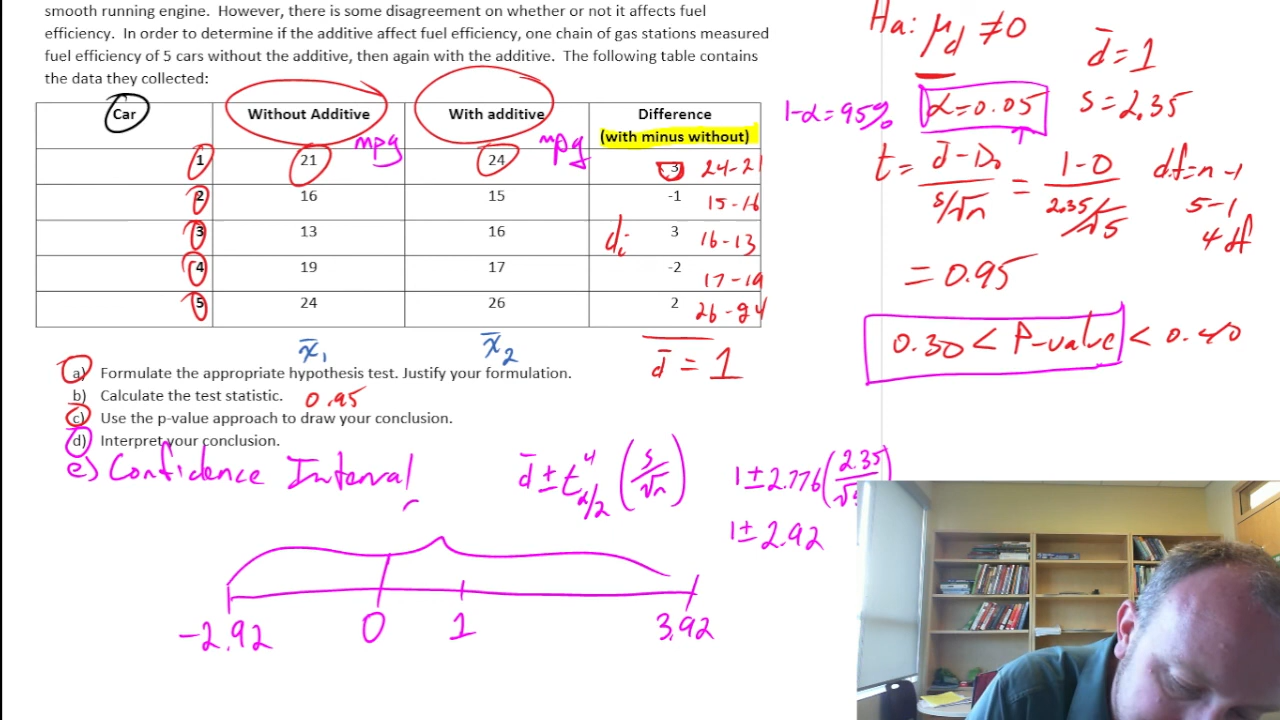 smooth running engine. However, there is some disagreement on whether or not it affects fuel
efficiency. In order to determine if the additive affect fuel efficiency, one chain of gas stations measured
fuel efficiency of 5 cars without the additive, then again with the additive. The following table contains
the data they collected:
Car Without Additive With additive Difference
(with minus without)
mpg mpg
1 21 24 3 24-21
2 16 15 -1 15-16
3 13 16 3 16-13
di
4 19 17 -2 17-19
5 24 26 2 26-24
x̄1 x̄2 d̄ = 1
a) Formulate the appropriate hypothesis test. Justify your formulation.
b) Calculate the test statistic. 0.95
c) Use the p-value approach to draw your conclusion.
d) Interpret your conclusion.
e) Confidence Interval d̄ ± t⁴α/2 (s/√n) 1 ± 2.776 (2.35/√
1 ± 2.92
-2.92 0 1 3.92
Ha: μd ≠ 0
d̄ = 1
1-α = 95% α = 0.05 s = 2.35
t = d̄ - D₀ / s/√n = 1-0 / 2.35/√5 df = n-1
5-1
4 df
= 0.95
0.30 < P-value < 0.40